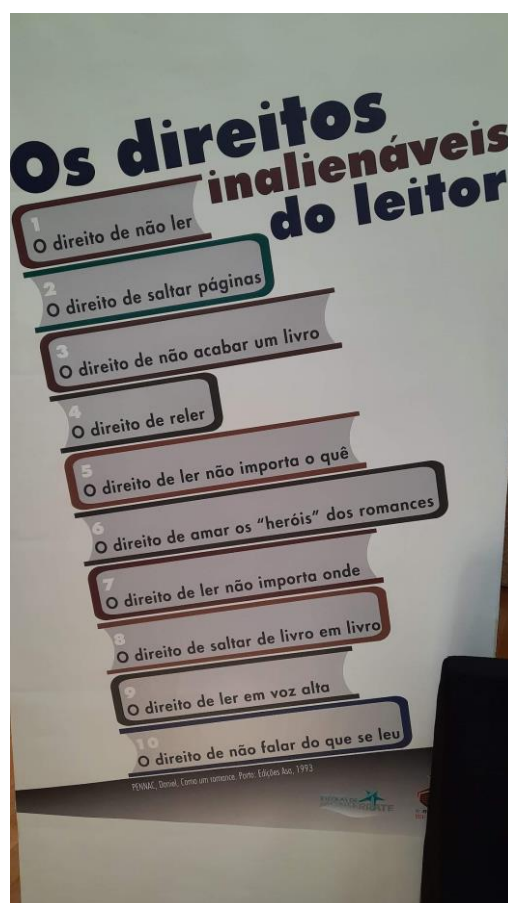 Os direitos
inalienáveis
do leitor
1
O direito de não ler
2
O direito de saltar páginas
3
O direito de não acabar um livro
4
O direito de reler
5
O direito de ler não importa o quê
6
O direito de amar os “heróis” dos romances
7
O direito de ler não importa onde
8
O direito de saltar de livro em livro
9
O direito de ler em voz alta
10
O direito de não falar do que se leu
PENNAC, Daniel, Como um romance. Porto: Edições Asa, 1993